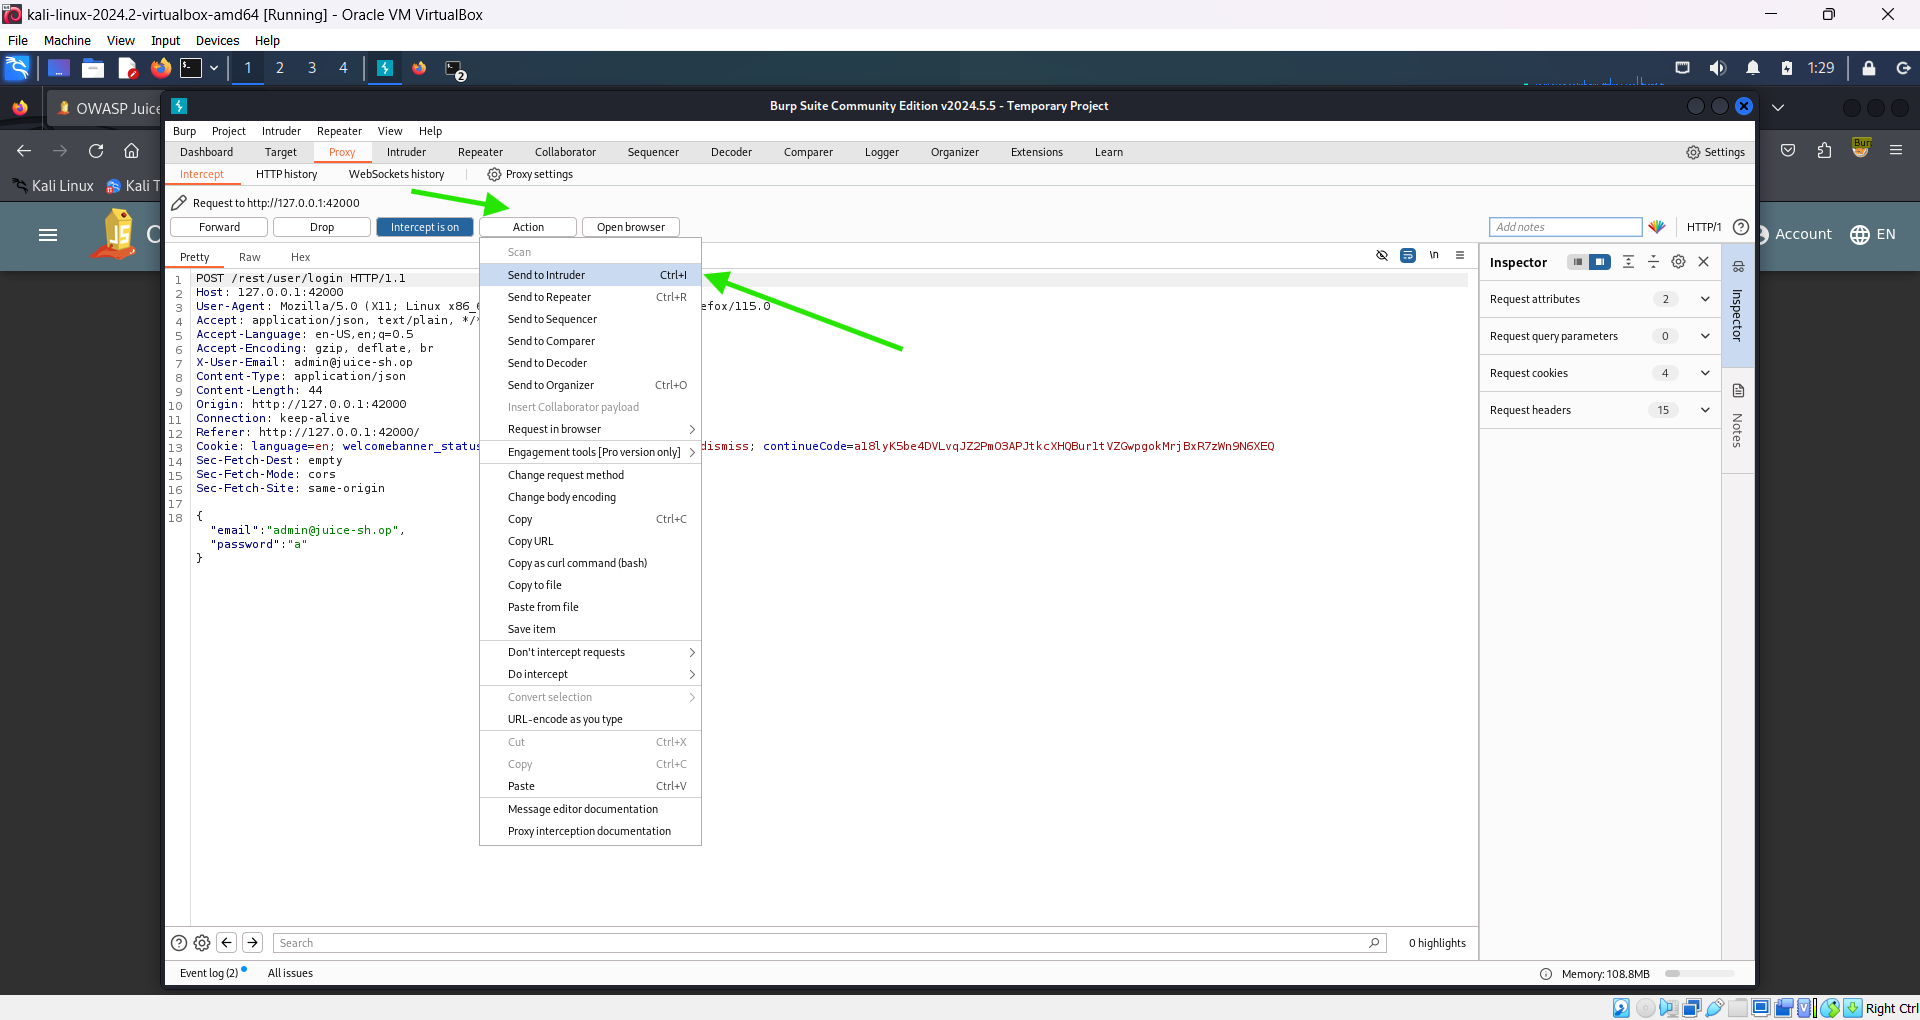 kali-linux-2024.2-virtualbox-amd64 [Running] - Oracle VM VirtualBox
File Machine View Input Devices Help
1 2 3 4 2 1:29
OWASP Juice
Burp Suite Community Edition v2024.5.5 - Temporary Project
Burp Project Intruder Repeater View Help
Dashboard Target Proxy Intruder Repeater Collaborator Sequencer Decoder Comparer Logger Organizer Extensions Learn Settings
Intercept HTTP history WebSockets history Proxy settings
Kali Linux Kali T
Request to http://127.0.0.1:42000
Forward Drop Intercept is on Action Open browser Add notes HTTP/1
Account EN
Pretty Raw Hex
1 POST /rest/user/login HTTP/1.1
2 Host: 127.0.0.1:42000
3 User-Agent: Mozilla/5.0 (X11; Linux x86_ efox/115.0
4 Accept: application/json, text/plain, */*
5 Accept-Language: en-US,en;q=0.5
6 Accept-Encoding: gzip, deflate, br
7 X-User-Email: admin@juice-sh.op
8 Content-Type: application/json
9 Content-Length: 44
10 Origin: http://127.0.0.1:42000
11 Connection: keep-alive
12 Referer: http://127.0.0.1:42000/
13 Cookie: language=en; welcomebanner_status dismiss; continueCode=a18lyK5be4DVLvqJZ2PmO3APJtkcXHQBur1tVZGwpgokMrjBxR7zWn9N6XEQ
14 Sec-Fetch-Dest: empty
15 Sec-Fetch-Mode: cors
16 Sec-Fetch-Site: same-origin
17
18 {
"email":"admin@juice-sh.op",
"password":"a"
}
Scan
Send to Intruder Ctrl+I
Send to Repeater Ctrl+R
Send to Sequencer
Send to Comparer
Send to Decoder
Send to Organizer Ctrl+O
Insert Collaborator payload
Request in browser
Engagement tools [Pro version only]
Change request method
Change body encoding
Copy Ctrl+C
Copy URL
Copy as curl command (bash)
Copy to file
Paste from file
Save item
Don't intercept requests
Do intercept
Convert selection
URL-encode as you type
Cut Ctrl+X
Copy Ctrl+C
Paste Ctrl+V
Message editor documentation
Proxy interception documentation
\n
Inspector
Request attributes 2
Request query parameters 0
Request cookies 4
Request headers 15
Inspector
Notes
Search
0 highlights
Event log (2) All issues
Memory: 108.8MB
Right Ctrl